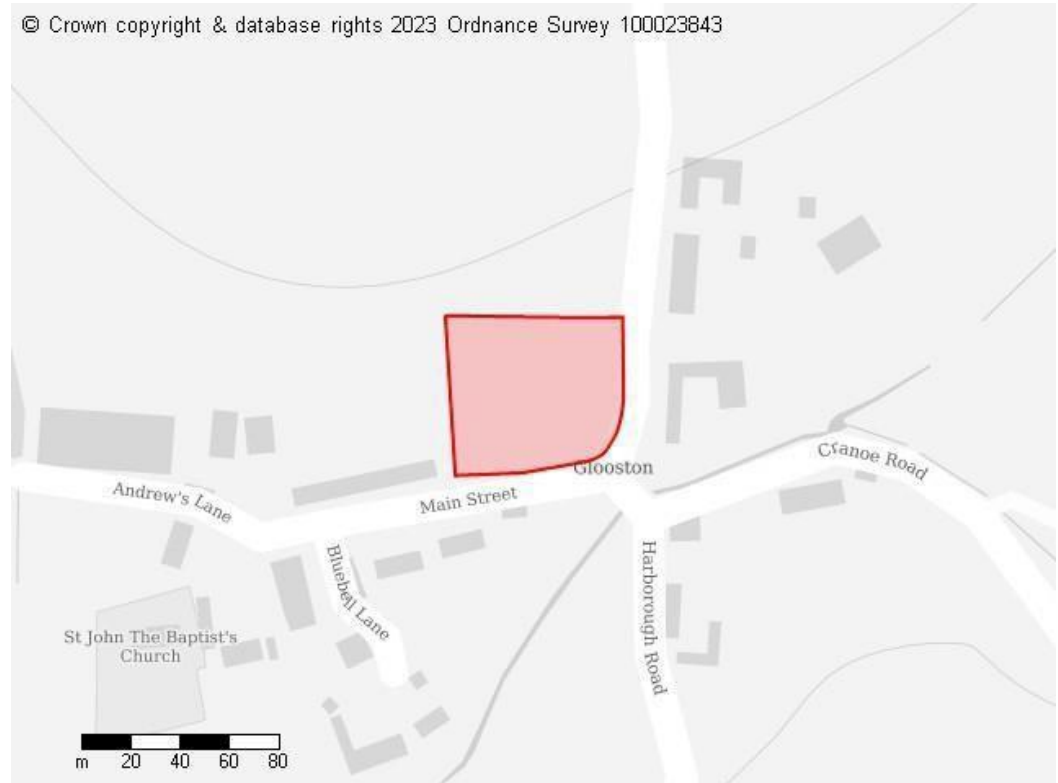 © Crown copyright & database rights 2023 Ordnance Survey 100023843
Glooston
Cranoe Road
Andrew's Lane
Main Street
Bluebell Lane
Harborough Road
St John The Baptist's
Church
m 20 40 60 80